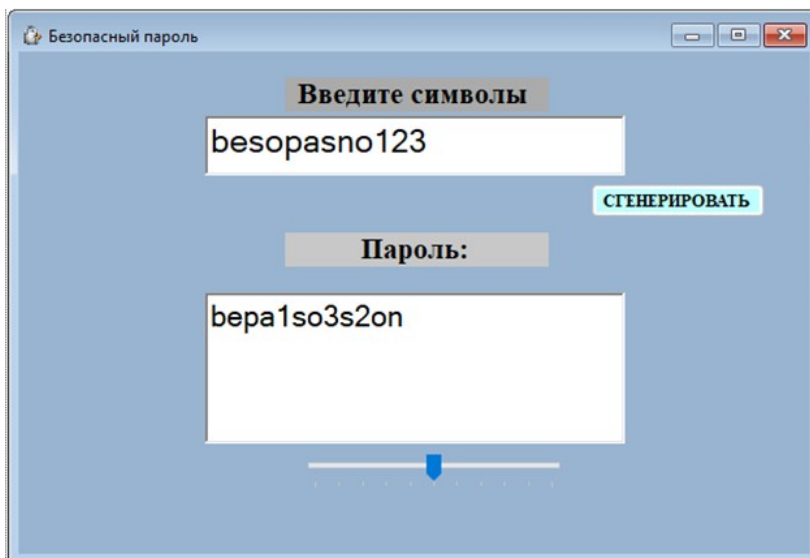 Безопасный пароль
Введите символы
besopasno123
СГЕНЕРИРОВАТЬ
Пароль:
bepa1so3s2on